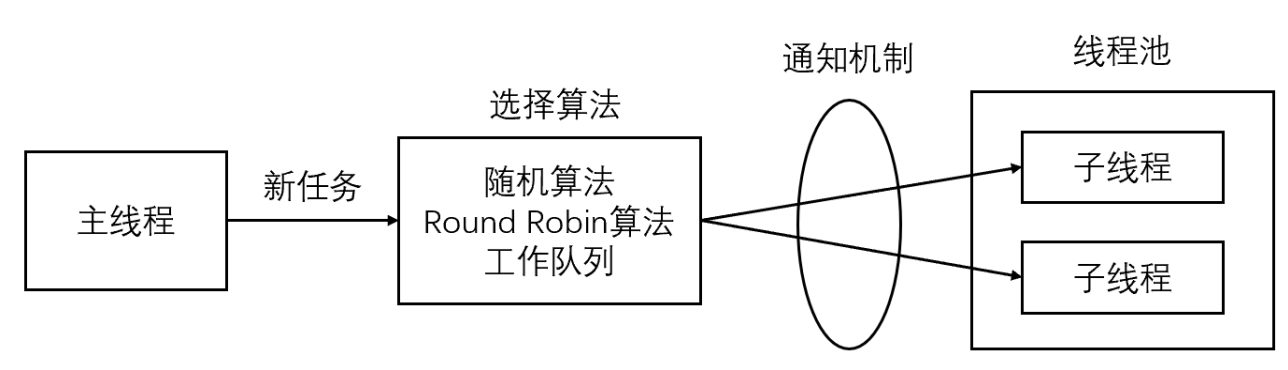 通知机制
线程池
选择算法
主线程
新任务
随机算法
Round Robin算法
工作队列
子线程
子线程